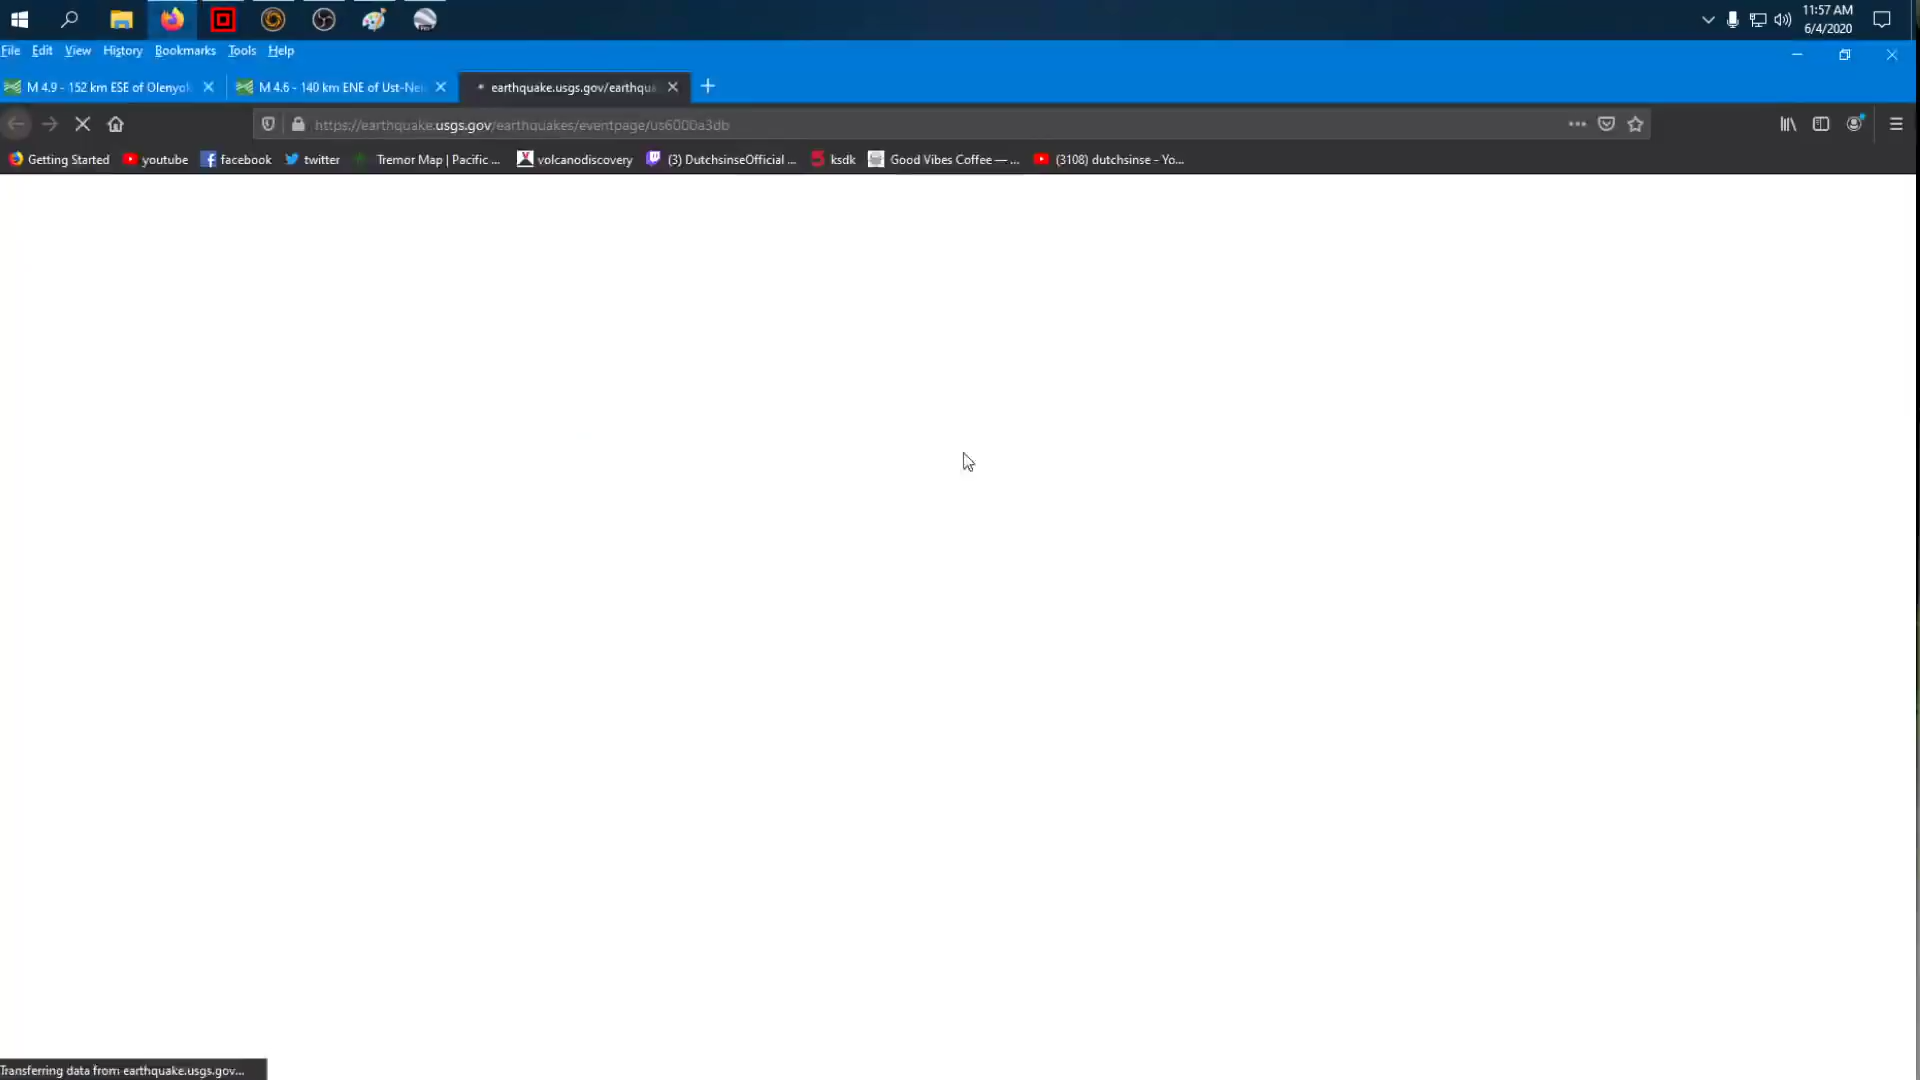 11:57 AM
6/4/2020
File Edit View History Bookmarks Tools Help
M 4.9 - 152 km ESE of Olenyok
M 4.6 - 140 km ENE of Ust-Ne
earthquake.usgs.gov/earthqua
https://earthquake.usgs.gov/earthquakes/eventpage/us6000a3db
Getting Started youtube facebook twitter Tremor Map | Pacific ... volcanodiscovery (3) DutchsinseOfficial ... ksdk Good Vibes Coffee — ... (3108) dutchsinse - Yo...
Transferring data from earthquake.usgs.gov...